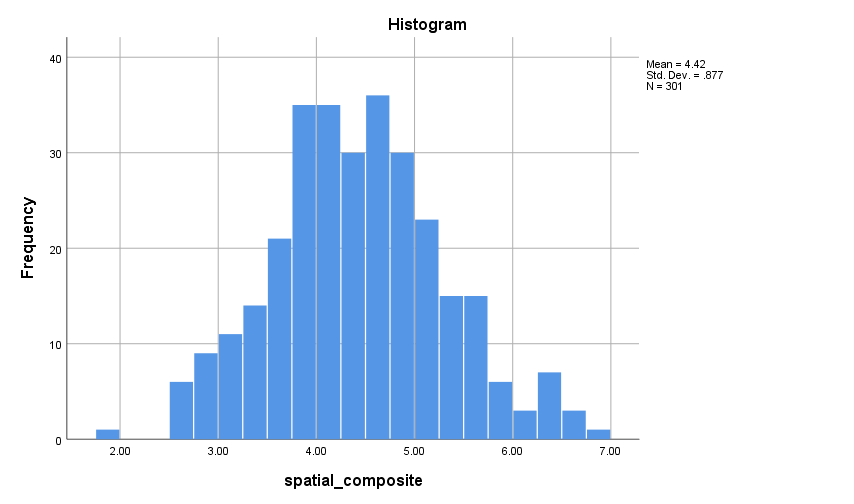 Histogram
Mean = 4.42
Std. Dev. = .877
N = 301
40
30
20
10
0
Frequency
2.00 3.00 4.00 5.00 6.00 7.00
spatial_composite